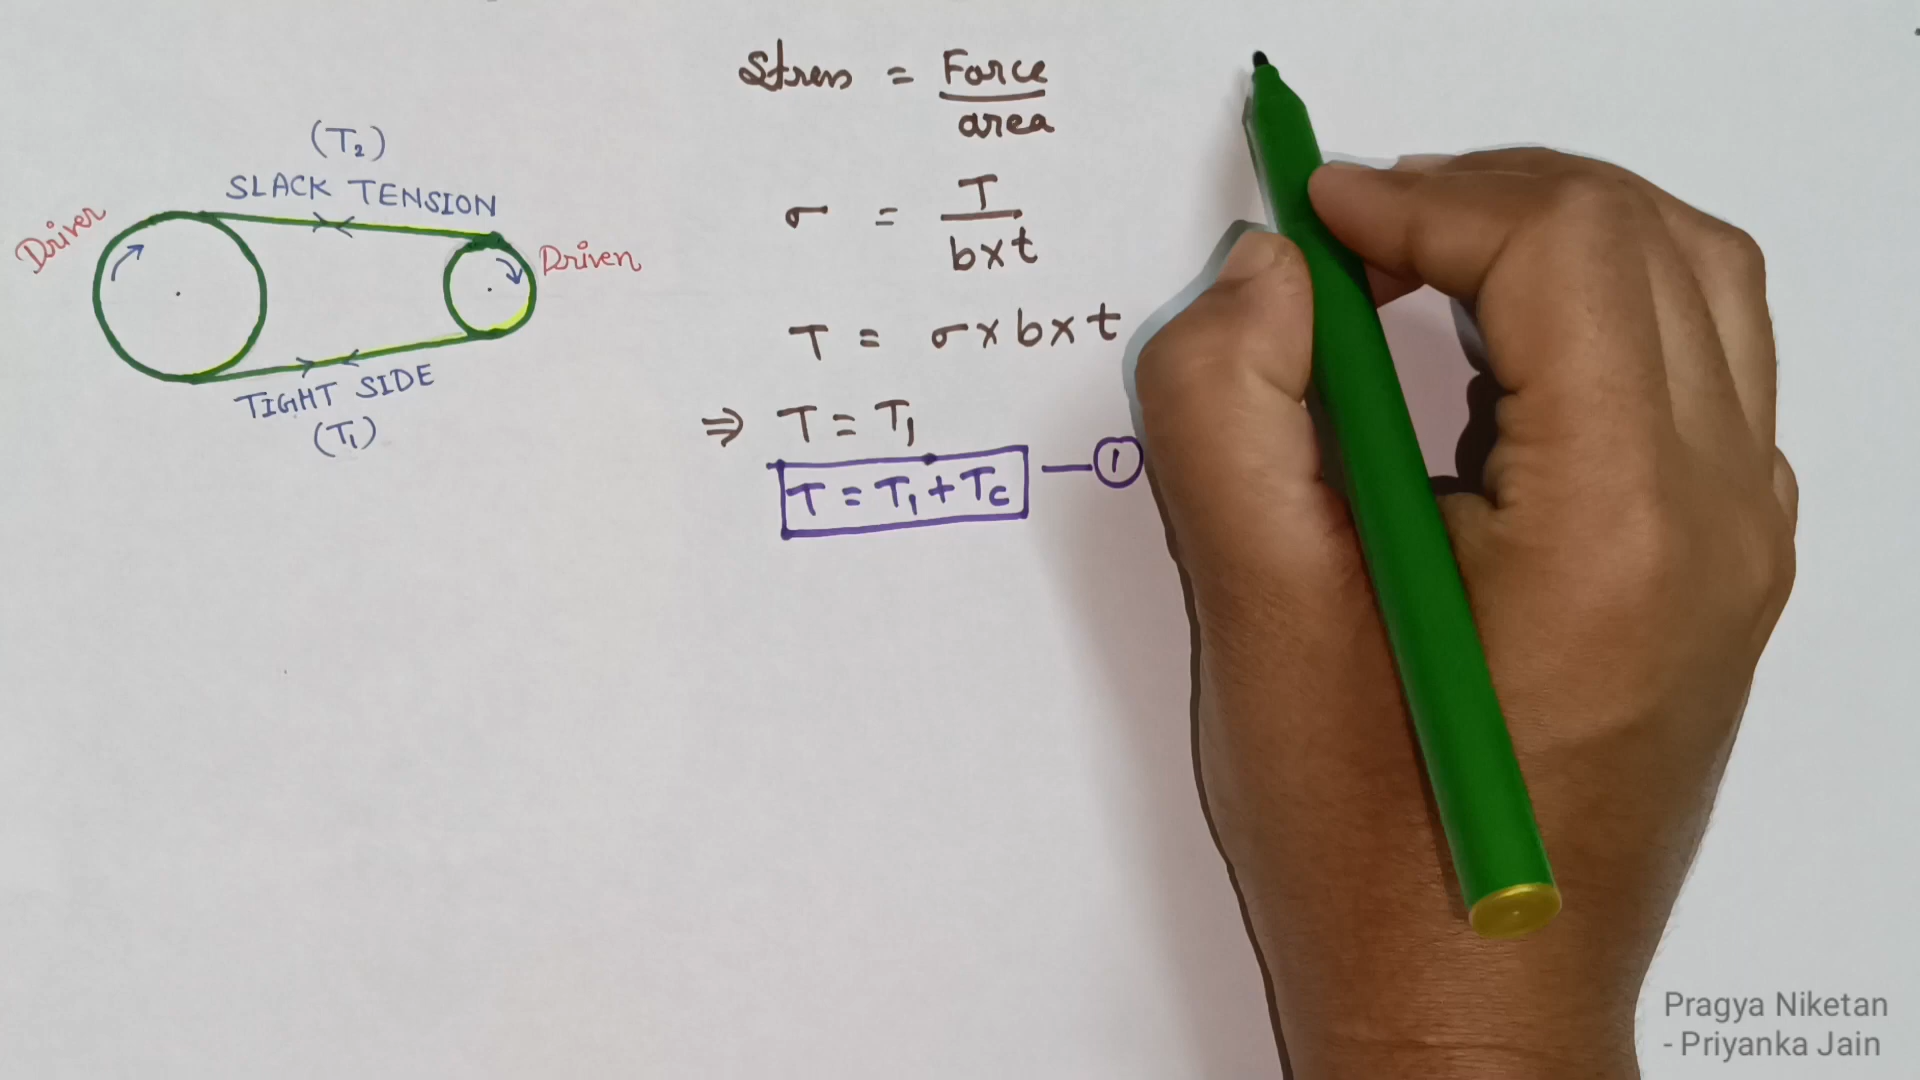 (T₂)
SLACK TENSION
Driver
Driven
TIGHT SIDE
(T₁)
Stress = Force
area
σ = T
b×t
T = σ×b×t
⇒ T = T₁
T = T₁ + Tc — ①
Pragya Niketan
- Priyanka Jain